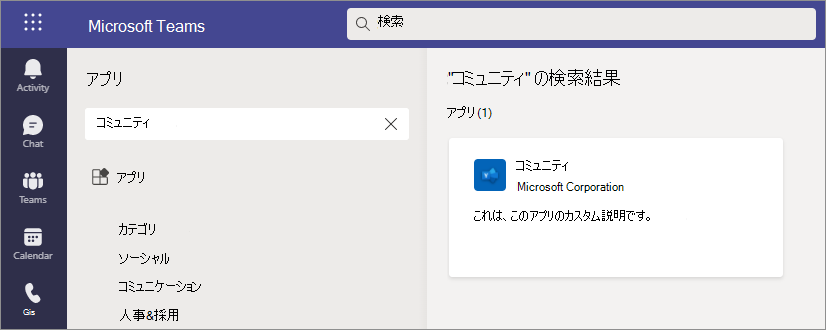 Microsoft Teams
検索
Activity
Chat
Teams
Calendar
Gis
アプリ
コミュニティ
アプリ
カテゴリ
ソーシャル
コミュニケーション
人事&採用
"コミュニティ" の検索結果
アプリ(1)
コミュニティ
Microsoft Corporation
これは、このアプリのカスタム説明です。